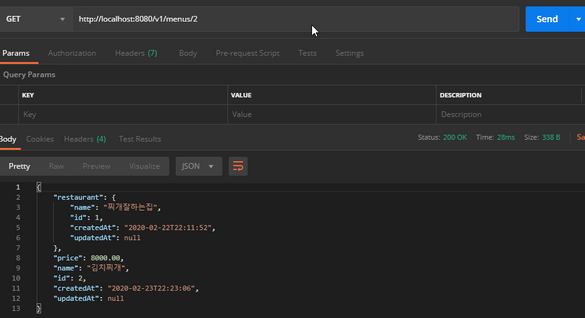 GET http://localhost:8080/v1/menus/2 Send
Params Authorization Headers (7) Body Pre-request Script Tests Settings
Query Params
KEY VALUE DESCRIPTION
Key Value Description
Body Cookies Headers (4) Test Results Status: 200 OK Time: 28ms Size: 338 B Sa
Pretty Raw Preview Visualize JSON
1 {
2 "restaurant": {
3 "name": "찌개잘하는집",
4 "id": 1,
5 "createdAt": "2020-02-22T22:11:52",
6 "updatedAt": null
7 },
8 "price": 8000.00,
9 "name": "김치찌개",
10 "id": 2,
11 "createdAt": "2020-02-23T22:23:06",
12 "updatedAt": null
13 }